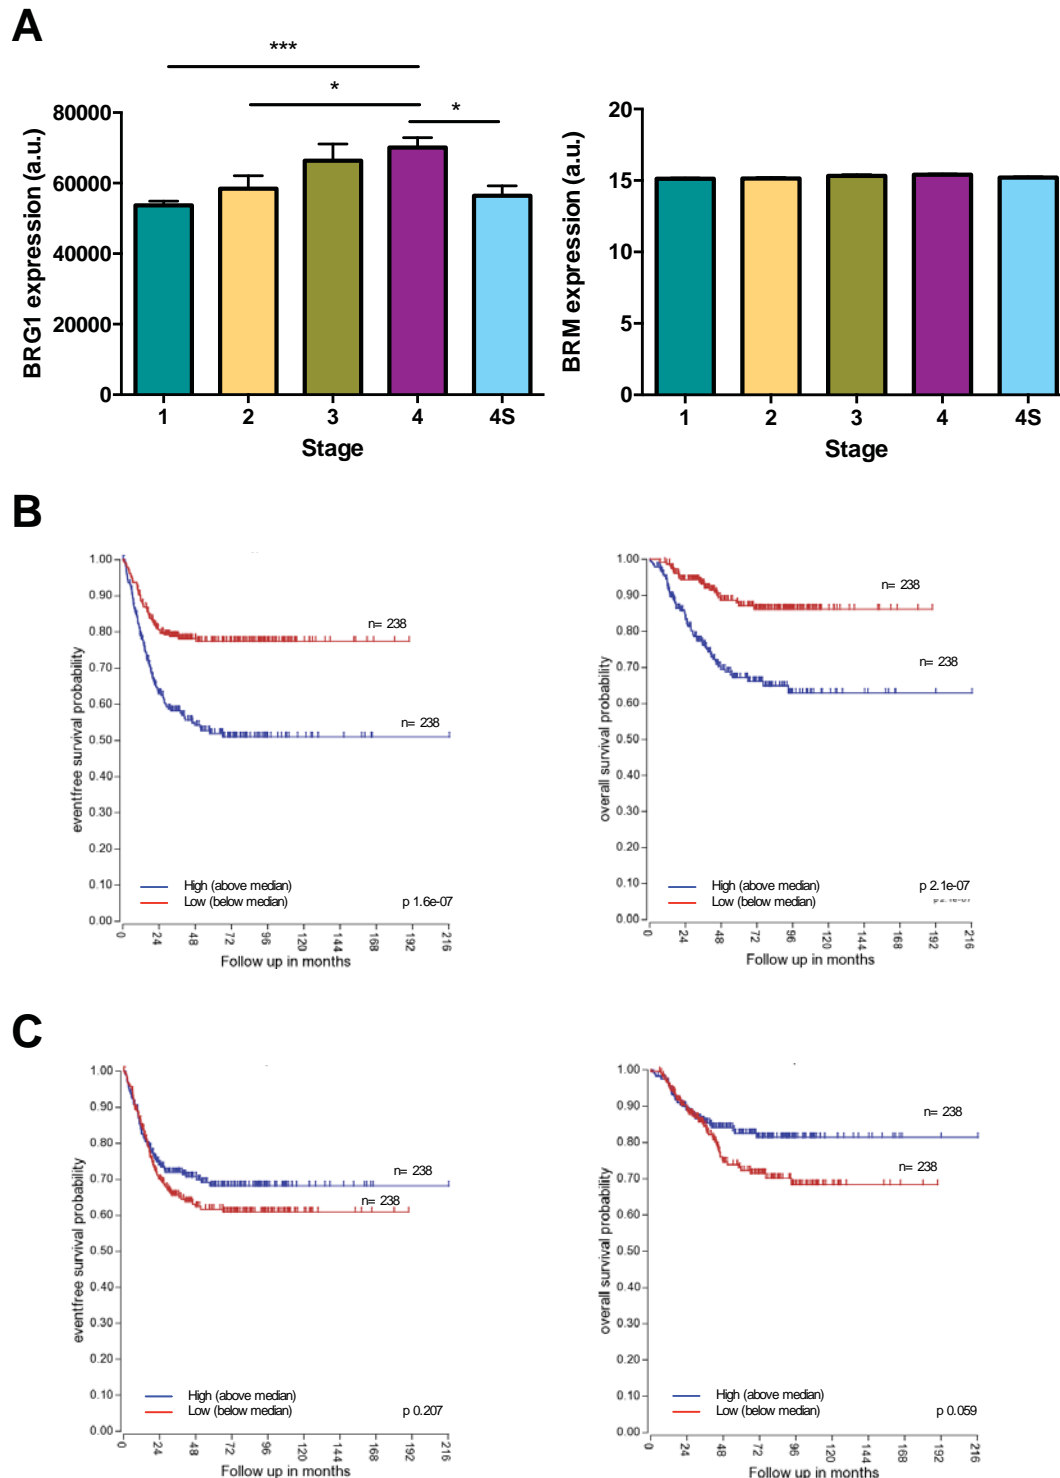 A
***
*
*
BRG1 expression (a.u.)
80000
60000
40000
20000
0
1 2 3 4 4S
Stage
BRM expression (a.u.)
20
15
10
5
0
1 2 3 4 4S
Stage
B
eventfree survival probability
1.00
0.90
0.80
0.70
0.60
0.50
0.40
0.30
0.20
0.10
0.00
n= 238
n= 238
High (above median)
Low (below median)
p 1.6e-07
0 24 48 72 96 120 144 168 192 216
Follow up in months
overall survival probability
1.00
0.90
0.80
0.70
0.60
0.50
0.40
0.30
0.20
0.10
0.00
n= 238
n= 238
High (above median)
Low (below median)
p 2.1e-07
0 24 48 72 96 120 144 168 192 216
Follow up in months
C
eventfree survival probability
1.00
0.90
0.80
0.70
0.60
0.50
0.40
0.30
0.20
0.10
0.00
n= 238
n= 238
High (above median)
Low (below median)
p 0.207
0 24 48 72 96 120 144 168 192 216
Follow up in months
overall survival probability
1.00
0.90
0.80
0.70
0.60
0.50
0.40
0.30
0.20
0.10
0.00
n= 238
n= 238
High (above median)
Low (below median)
p 0.059
0 24 48 72 96 120 144 168 192 216
Follow up in months